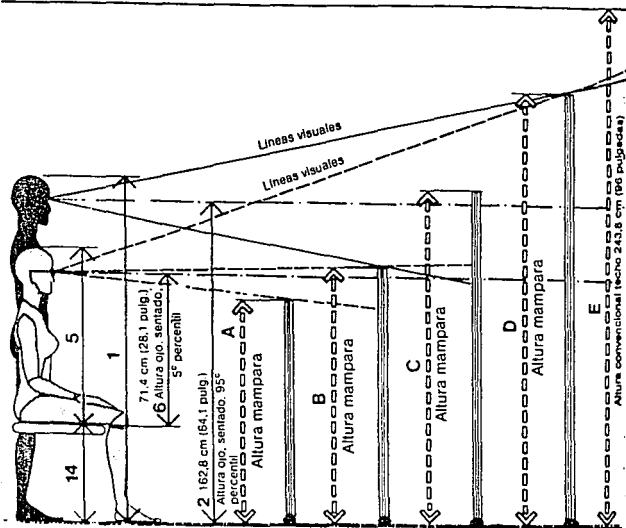 Líneas visuales
Líneas visuales
5
1
14
71,4 cm (28,1 pulg.)
6 Altura ojo, sentado,
5º percentil
2 162,8 cm (64,1 pulg.)
Altura ojo, sentado, 95º
percentil
A
Altura mampara
B
Altura mampara
C
Altura mampara
D
Altura mampara
E
Altura convencional techo 243,8 cm (96 pulgadas)